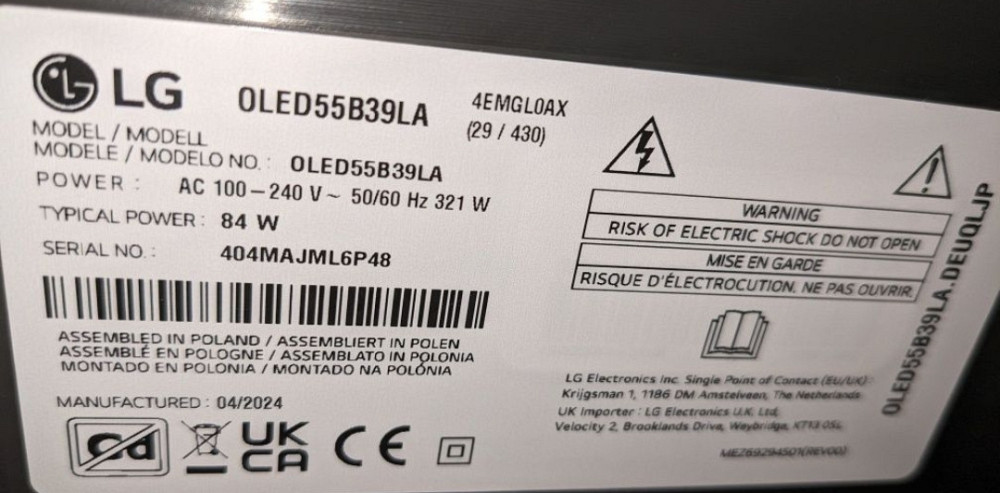 LG OLED55B39LA 4EMGL0AX
(29 / 430)
MODEL / MODELL
MODELE / MODELO NO. : OLED55B39LA
POWER : AC 100-240 V ~ 50/60 Hz 321 W
TYPICAL POWER : 84 W
SERIAL NO. : 404MAJML6P48
ASSEMBLED IN POLAND / ASSEMBLIERT IN POLEN
ASSEMBLÉ EN POLOGNE / ASSEMBLATO IN POLONIA
MONTADO EN POLONIA / MONTADO NA POLÓNIA
MANUFACTURED : 04/2024
Cd
UK
CA
CE
WARNING
RISK OF ELECTRIC SHOCK DO NOT OPEN
MISE EN GARDE
RISQUE D'ÉLECTROCUTION. NE PAS OUVRIR.
LG Electronics Inc. Single Point of Contact (EU/UK) :
Krijgsman 1, 1186 DM Amstelveen, The Netherlands
UK Importer : LG Electronics U.K. Ltd,
Velocity 2, Brooklands Drive, Weybridge, KT13 0SL
MEZ69294501(REV00)
OLED55B39LA.DEUQLJP